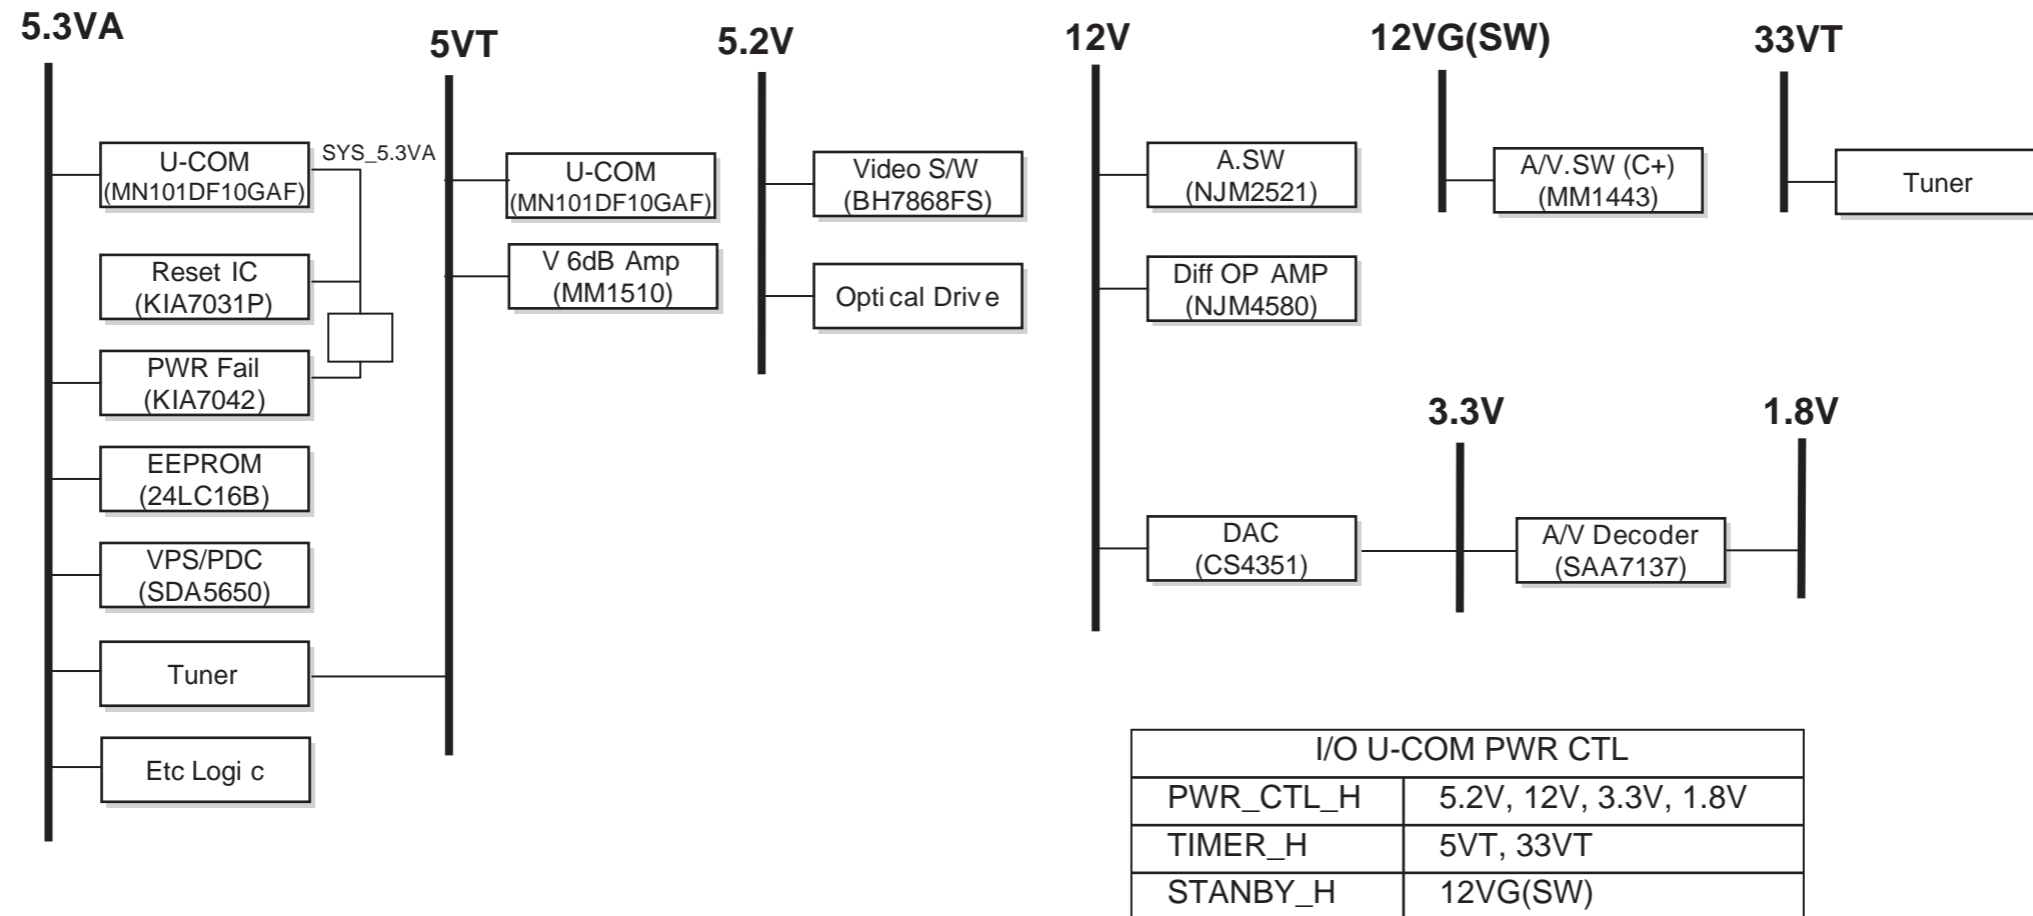 5.3VA
5VT
5.2V
12V
12VG(SW)
33VT
U-COM
(MN101DF10GAF)
SYS_5.3VA
Reset IC
(KIA7031P)
PWR Fail
(KIA7042)
EEPROM
(24LC16B)
VPS/PDC
(SDA5650)
Tuner
Etc Logic
U-COM
(MN101DF10GAF)
V 6dB Amp
(MM1510)
Video S/W
(BH7868FS)
Optical Drive
A.SW
(NJM2521)
Diff OP AMP
(NJM4580)
DAC
(CS4351)
A/V.SW (C+)
(MM1443)
Tuner
3.3V
1.8V
A/V Decoder
(SAA7137)
I/O U-COM PWR CTL
PWR_CTL_H 5.2V, 12V, 3.3V, 1.8V
TIMER_H 5VT, 33VT
STANBY_H 12VG(SW)